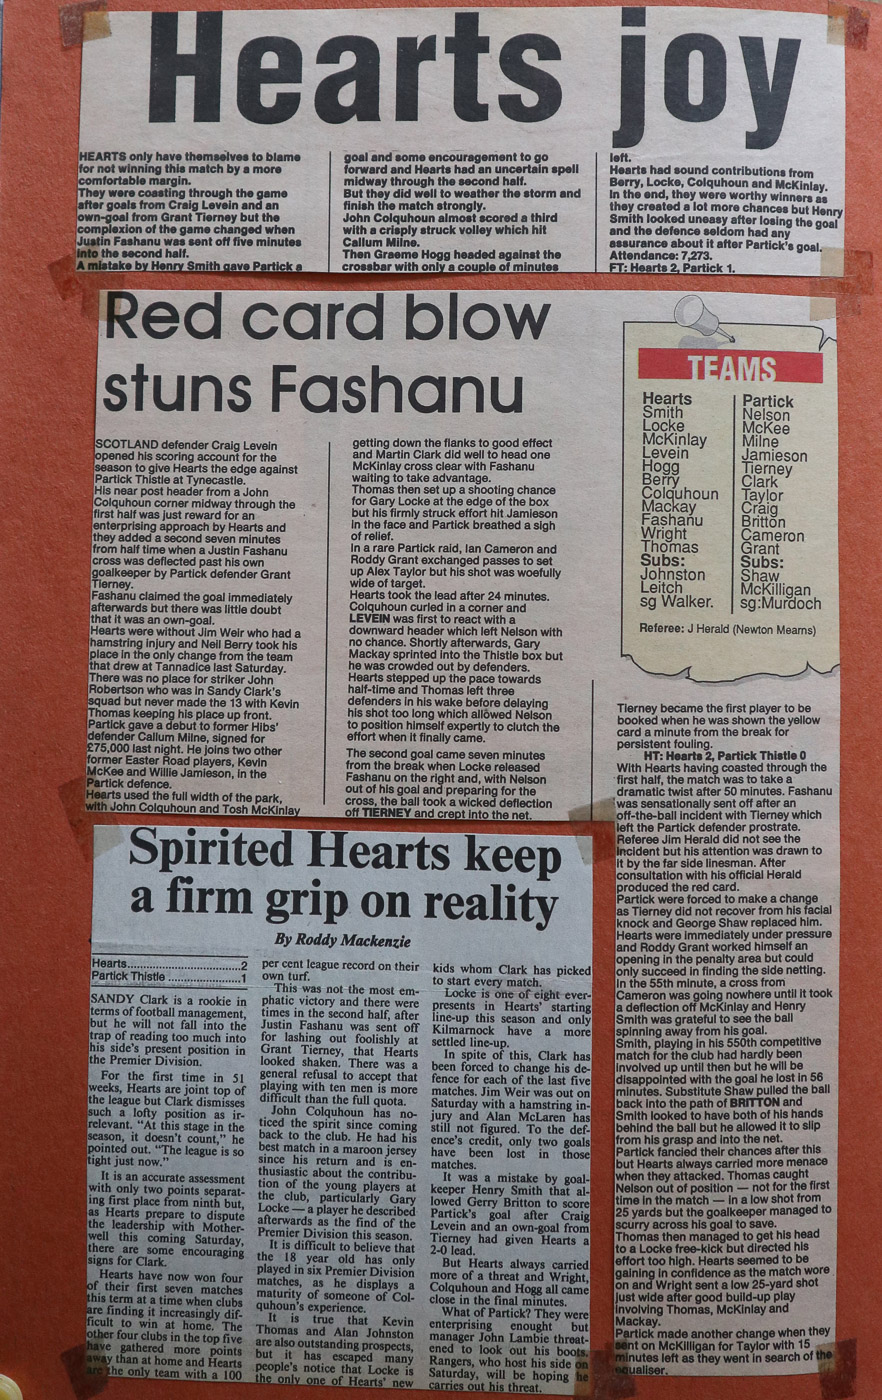 Hearts joy
HEARTS only have themselves to blame
for not winning this match by a more
comfortable margin.
They were coasting through the game
after goals from Craig Levein and an
own-goal from Grant Tierney but the
complexion of the game changed when
Justin Fashanu was sent off five minutes
into the second half.
A mistake by Henry Smith gave Partick a
goal and some encouragement to go
forward and Hearts had an uncertain spell
midway through the second half.
But they did well to weather the storm and
finish the match strongly.
John Colquhoun almost scored a third
with a crisply struck volley which hit
Callum Milne.
Then Graeme Hogg headed against the
crossbar with only a couple of minutes
left.
Hearts had sound contributions from
Berry, Locke, Colquhoun and McKinlay.
In the end, they were worthy winners as
they created a lot more chances but Henry
Smith looked uneasy after losing the goal
and the defence seldom had any
assurance about it after Partick's goal.
Attendance: 7,273.
FT: Hearts 2, Partick 1.
Red card blow
stuns Fashanu
SCOTLAND defender Craig Levein
opened his scoring account for the
season to give Hearts the edge against
Partick Thistle at Tynecastle.
His near post header from a John
Colquhoun corner midway through the
first half was just reward for an
enterprising approach by Hearts and
they added a second seven minutes
from half time when a Justin Fashanu
cross was deflected past his own
goalkeeper by Partick defender Grant
Tierney.
Fashanu claimed the goal immediately
afterwards but there was little doubt
that it was an own-goal.
Hearts were without Jim Weir who had a
hamstring injury and Neil Berry took his
place in the only change from the team
that drew at Tannadice last Saturday.
There was no place for striker John
Robertson who was in Sandy Clark's
squad but never made the 13 with Kevin
Thomas keeping his place up front.
Partick gave a debut to former Hibs'
defender Callum Milne, signed for
£75,000 last night. He joins two other
former Easter Road players, Kevin
McKee and Willie Jamieson, in the
Partick defence.
Hearts used the full width of the park,
with John Colquhoun and Tosh McKinlay
getting down the flanks to good effect
and Martin Clark did well to head one
McKinlay cross clear with Fashanu
waiting to take advantage.
Thomas then set up a shooting chance
for Gary Locke at the edge of the box
but his firmly struck effort hit Jamieson
in the face and Partick breathed a sigh
of relief.
In a rare Partick raid, Ian Cameron and
Roddy Grant exchanged passes to set
up Alex Taylor but his shot was woefully
wide of target.
Hearts took the lead after 24 minutes.
Colquhoun curled in a corner and
LEVEIN was first to react with a
downward header which left Nelson with
no chance. Shortly afterwards, Gary
Mackay sprinted into the Thistle box but
he was crowded out by defenders.
Hearts stepped up the pace towards
half-time and Thomas left three
defenders in his wake before delaying
his shot too long which allowed Nelson
to position himself expertly to clutch the
effort when it finally came.
The second goal came seven minutes
from the break when Locke released
Fashanu on the right and, with Nelson
out of his goal and preparing for the
cross, the ball took a wicked deflection
off TIERNEY and crept into the net.
TEAMS
Hearts
Smith
Locke
McKinlay
Levein
Hogg
Berry
Colquhoun
Mackay
Fashanu
Wright
Thomas
Subs:
Johnston
Leitch
sg Walker.
Partick
Nelson
McKee
Milne
Jamieson
Tierney
Clark
Taylor
Craig
Britton
Cameron
Grant
Subs:
Shaw
McKilligan
sg:Murdoch
Referee: J Herald (Newton Mearns)
Tierney became the first player to be
booked when he was shown the yellow
card a minute from the break for
persistent fouling.
HT: Hearts 2, Partick Thistle 0
With Hearts having coasted through the
first half, the match was to take a
dramatic twist after 50 minutes. Fashanu
was sensationally sent off after an
off-the-ball incident with Tierney which
left the Partick defender prostrate.
Referee Jim Herald did not see the
incident but his attention was drawn to
it by the far side linesman. After
consultation with his official Herald
produced the red card.
Partick were forced to make a change
as Tierney did not recover from his facial
knock and George Shaw replaced him.
Hearts were immediately under pressure
and Roddy Grant worked himself an
opening in the penalty area but could
only succeed in finding the side netting.
In the 55th minute, a cross from
Cameron was going nowhere until it took
a deflection off McKinlay and Henry
Smith was grateful to see the ball
spinning away from his goal.
Smith, playing in his 550th competitive
match for the club had hardly been
involved up until then but he will be
disappointed with the goal he lost in 56
minutes. Substitute Shaw pulled the ball
back into the path of BRITTON and
Smith looked to have both of his hands
behind the ball but he allowed it to slip
from his grasp and into the net.
Partick fancied their chances after this
but Hearts always carried more menace
when they attacked. Thomas caught
Nelson out of position — not for the first
time in the match — in a low shot from
25 yards but the goalkeeper managed to
scurry across his goal to save.
Thomas then managed to get his head
to a Locke free-kick but directed his
effort too high. Hearts seemed to be
gaining in confidence as the match wore
on and Wright sent a low 25-yard shot
just wide after good build-up play
involving Thomas, McKinlay and
Mackay.
Partick made another change when they
sent on McKilligan for Taylor with 15
minutes left as they went in search of the
equaliser.
Spirited Hearts keep
a firm grip on reality
By Roddy Mackenzie
Hearts..............................2
Partick Thistle...................1
SANDY Clark is a rookie in
terms of football management,
but he will not fall into the
trap of reading too much into
his side's present position in
the Premier Division.
For the first time in 51
weeks, Hearts are joint top of
the league but Clark dismisses
such a lofty position as ir-
relevant. "At this stage in the
season, it doesn't count," he
pointed out. "The league is so
tight just now."
It is an accurate assessment
with only two points separat-
ing first place from ninth but,
as Hearts prepare to dispute
the leadership with Mother-
well this coming Saturday,
there are some encouraging
signs for Clark.
Hearts have now won four
of their first seven matches
this term at a time when clubs
are finding it increasingly dif-
ficult to win at home. The
other four clubs in the top five
have gathered more points
away than at home and Hearts
are the only team with a 100
per cent league record on their
own turf.
This was not the most em-
phatic victory and there were
times in the second half, after
Justin Fashanu was sent off
for lashing out foolishly at
Grant Tierney, that Hearts
looked shaken. There was a
general refusal to accept that
playing with ten men is more
difficult than the full quota.
John Colquhoun has no-
ticed the spirit since coming
back to the club. He had his
best match in a maroon jersey
since his return and is en-
thusiastic about the contribu-
tion of the young players at
the club, particularly Gary
Locke — a player he described
afterwards as the find of the
Premier Division this season.
It is difficult to believe that
the 18 year old has only
played in six Premier Division
matches, as he displays a
maturity of someone of Col-
quhoun's experience.
It is true that Kevin
Thomas and Alan Johnston
are also outstanding prospects,
but it has escaped many
people's notice that Locke is
the only one of Hearts' new
kids whom Clark has picked
to start every match.
Locke is one of eight ever-
presents in Hearts' starting
line-up this season and only
Kilmarnock have a more
settled line-up.
In spite of this, Clark has
been forced to change his de-
fence for each of the last five
matches. Jim Weir was out on
Saturday with a hamstring in-
jury and Alan McLaren has
still not figured. To the def-
ence's credit, only two goals
have been lost in those
matches.
It was a mistake by goal-
keeper Henry Smith that al-
lowed Gerry Britton to score
Partick's goal after Craig
Levein and an own-goal from
Tierney had given Hearts a
2-0 lead.
But Hearts always carried
more of a threat and Wright,
Colquhoun and Hogg all came
close in the final minutes.
What of Partick? They were
enterprising enought but
manager John Lambie threat-
ened to look out his boots.
Rangers, who host his side on
Saturday, will be hoping he
carries out his threat.